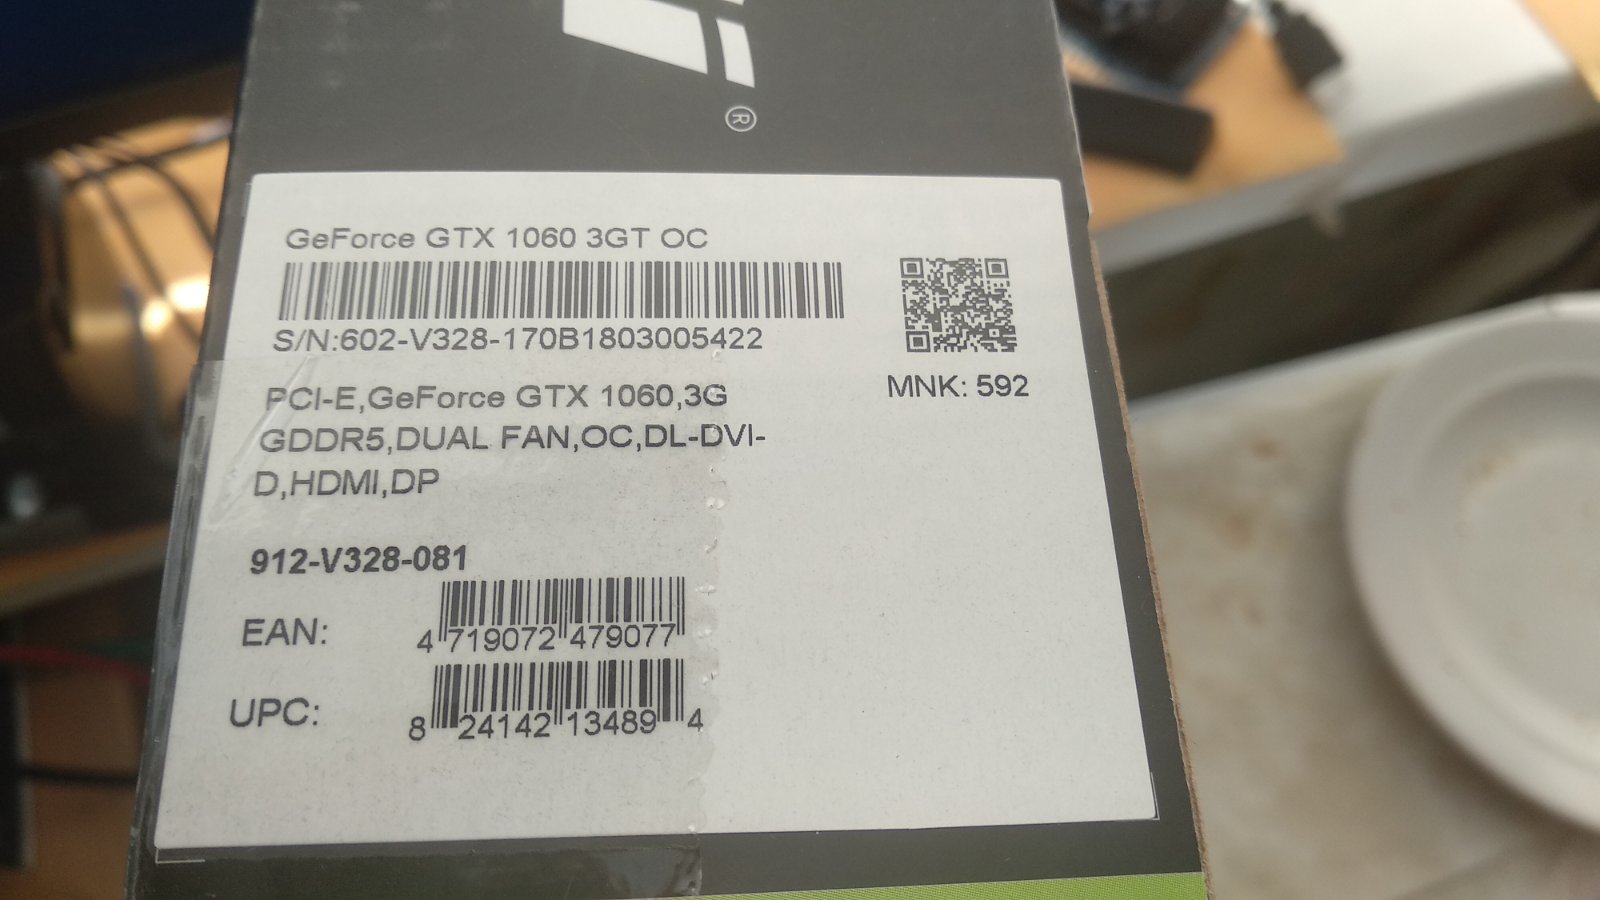 ®
GeForce GTX 1060 3GT OC
S/N:602-V328-170B1803005422
MNK: 592
PCI-E,GeForce GTX 1060,3G
GDDR5,DUAL FAN,OC,DL-DVI-
D,HDMI,DP
912-V328-081
EAN: 4 719072 479077
UPC: 8 24142 13489 4